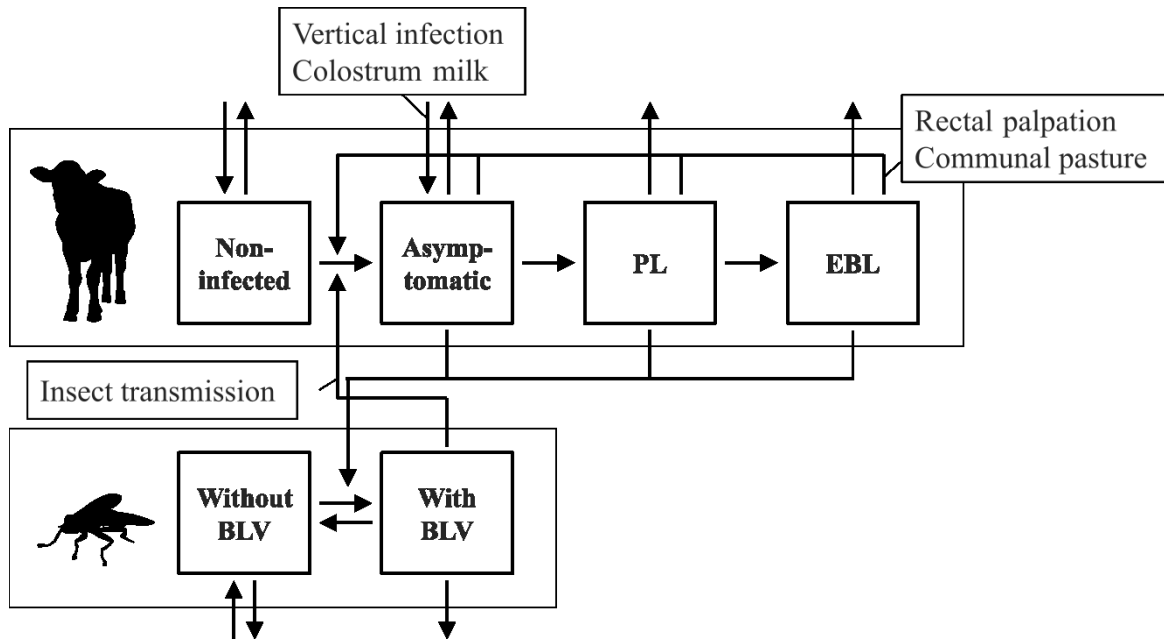 Vertical infection
Colostrum milk
Rectal palpation
Communal pasture
Non-
infected
Asymp-
tomatic
PL
EBL
Insect transmission
Without
BLV
With
BLV